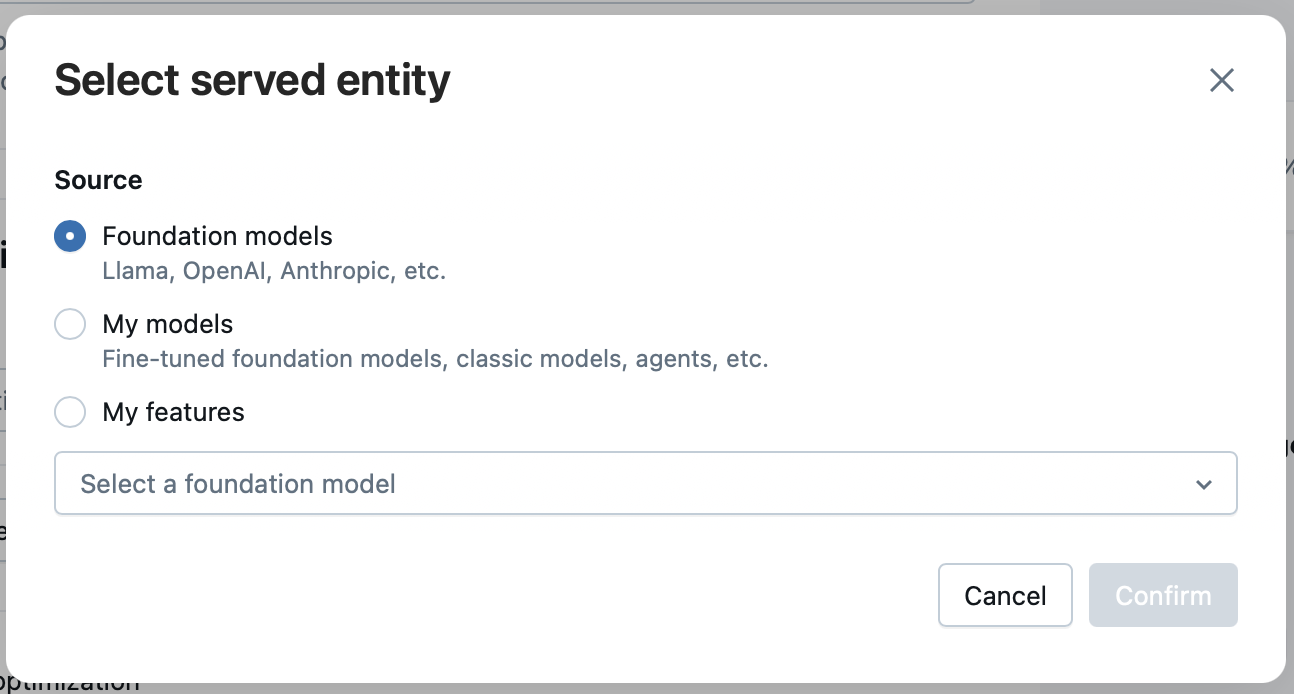 Select served entity
Source
Foundation models
Llama, OpenAI, Anthropic, etc.
My models
Fine-tuned foundation models, classic models, agents, etc.
My features
Select a foundation model
Cancel
Confirm
optimization